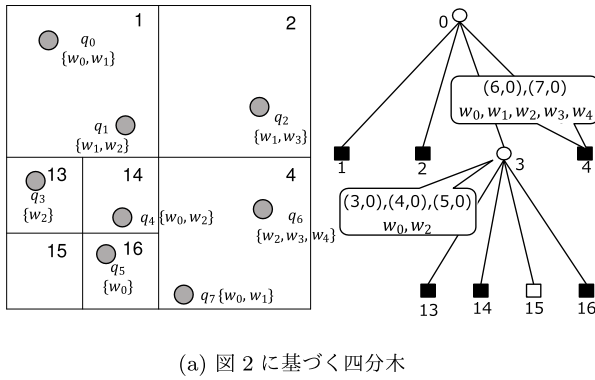 1
2
q₀
{w₀,w₁}
q₁
{w₁,w₂}
q₂
{w₁,w₃}
13
14
4
q₃
{w₂}
q₄{w₀,w₂}
q₆
{w₂,w₃,w₄}
15
16
q₅
{w₀}
q₇{w₀,w₁}
0
(6,0),(7,0)
w₀,w₁,w₂,w₃,w₄
1
2
3
4
(3,0),(4,0),(5,0)
w₀,w₂
13
14
15
16
(a) 図 2 に基づく四分木